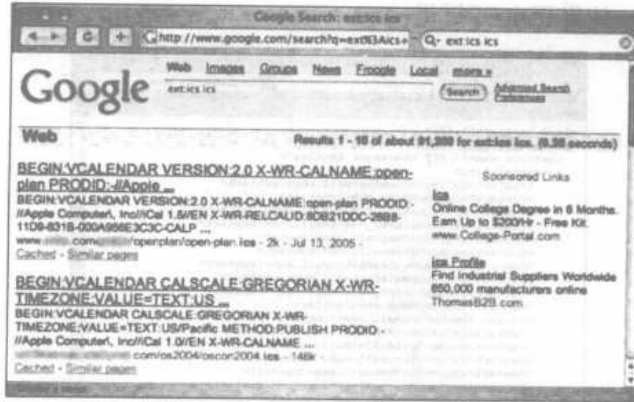 Google Search: ext:ics ics
http://www.google.com/search?q=ext%3Aics+
ext:ics ics
Google
Web Images Groups News Froogle Local more »
ext:ics ics
Search
Advanced Search
Preferences
Web
Results 1 - 10 of about 91,200 for ext:ics ics. (0.38 seconds)
BEGIN:VCALENDAR VERSION:2.0 X-WR-CALNAME:open-
plan PRODID:-//Apple ...
BEGIN:VCALENDAR VERSION:2.0 X-WR-CALNAME:open-plan PRODID:-
//Apple Computer\, Inc//iCal 1.5//EN X-WR-RELCALID:
11D9-831B-000A956E3C3C-CALP ...
www. .com /openplan/open-plan.ics - 2k - Jul 13, 2005 -
Cached - Similar pages
BEGIN:VCALENDAR CALSCALE:GREGORIAN X-WR-
TIMEZONE;VALUE=TEXT:US ...
BEGIN:VCALENDAR CALSCALE:GREGORIAN X-WR-
TIMEZONE;VALUE=TEXT:US/Pacific METHOD:PUBLISH PRODID:-
//Apple Computer\, Inc//iCal 1.0//EN X-WR-CALNAME ...
.com/os2004/oscon2004.ics - 146k -
Cached - Similar pages
Sponsored Links
ics
Online College Degree in 6 Months.
Earn Up to $200/Hr - Free Kit.
www.College-Portal.com
ics Profile
Find Industrial Suppliers Worldwide
650,000 manufacturers online
ThomasB2B.com